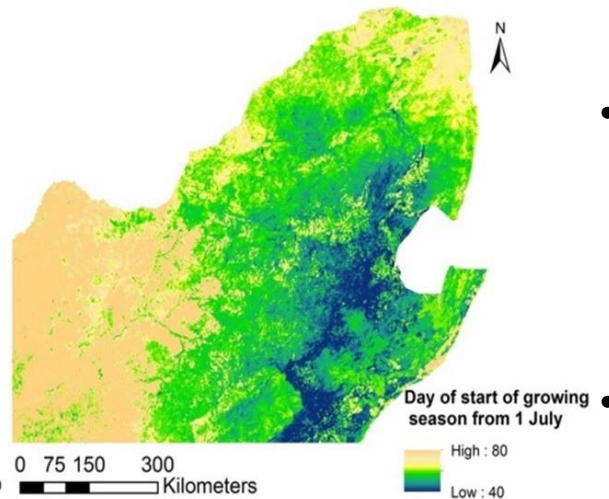 N
Day of start of growing
season from 1 July
High : 80
Low : 40
0 75 150 300
Kilometers